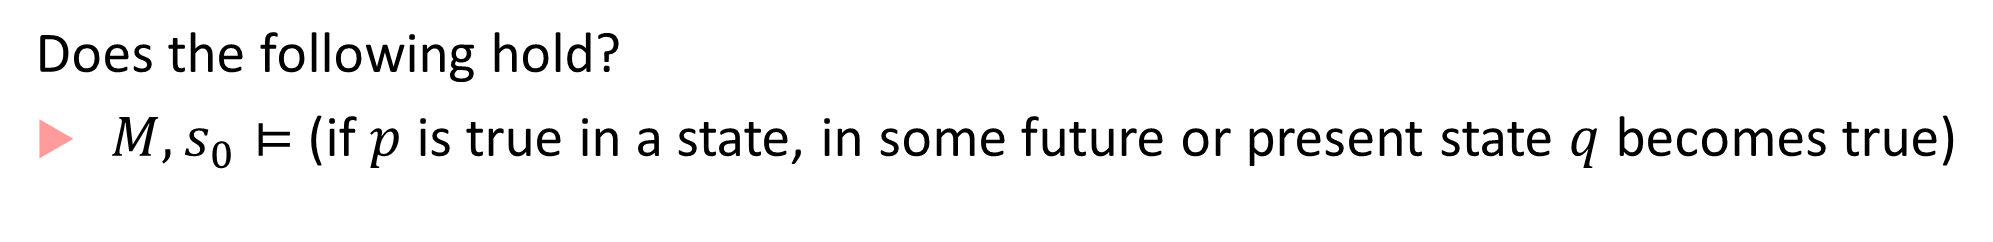 Does the following hold?
▶ M, s₀ ⊨ (if p is true in a state, in some future or present state q becomes true)